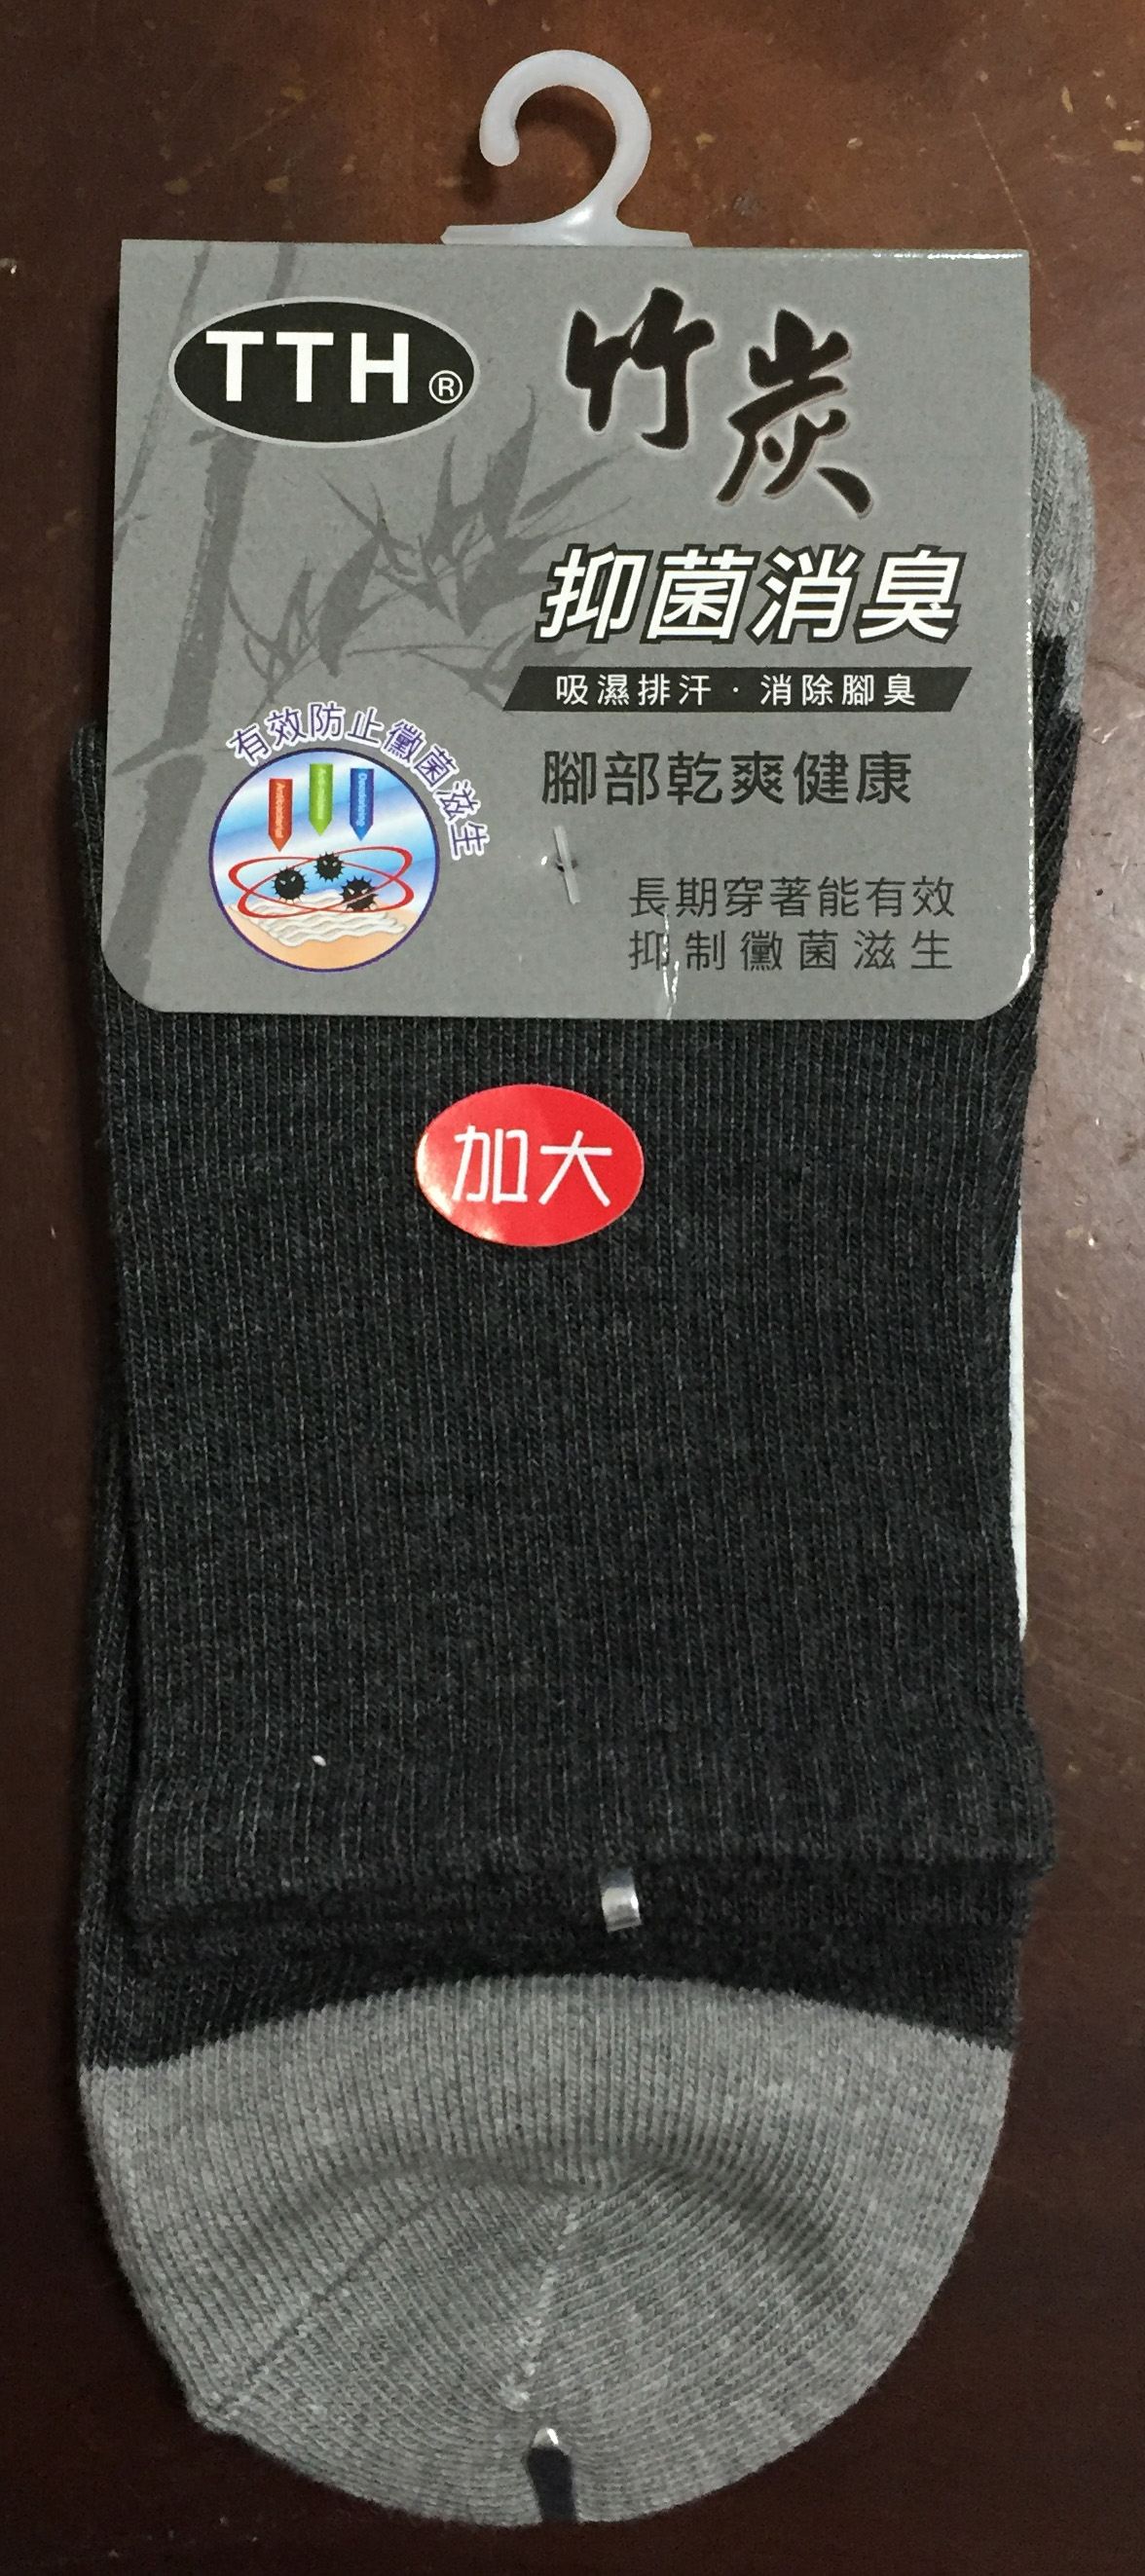 TTH®
竹炭
抑菌消臭
吸濕排汗·消除腳臭
腳部乾爽健康
有效防止黴菌滋生
長期穿著能有效
抑制黴菌滋生
加大